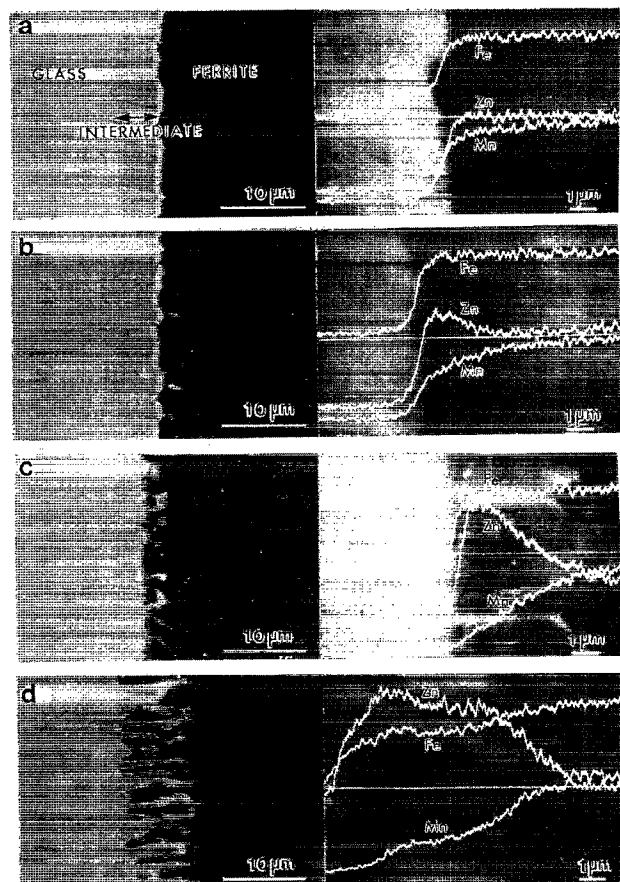 a
GLASS
FERRITE
INTERMEDIATE
10 µm
Fe
Zn
Mn
1 µm
b
10 µm
Fe
Zn
Mn
1 µm
c
10 µm
Fe
Zn
Mn
1 µm
d
10 µm
Zn
Fe
Mn
1 µm